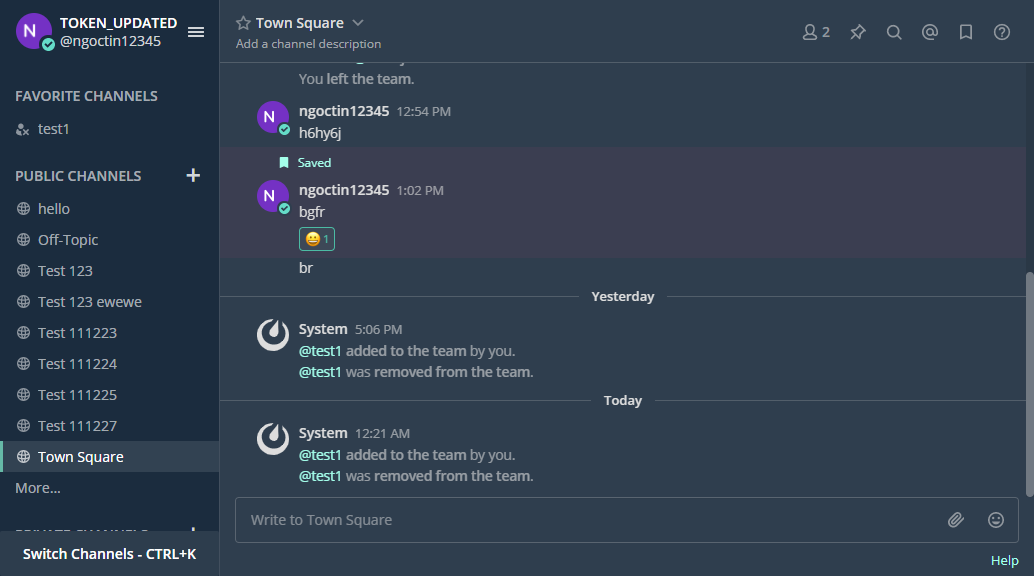 N
TOKEN_UPDATED
@ngoctin12345
FAVORITE CHANNELS
test1
PUBLIC CHANNELS
hello
Off-Topic
Test 123
Test 123 ewewe
Test 111223
Test 111224
Test 111225
Test 111227
Town Square
More...
Switch Channels - CTRL+K
Town Square
Add a channel description
2
You left the team.
N
ngoctin12345 12:54 PM
h6hy6j
Saved
N
ngoctin12345 1:02 PM
bgfr
1
br
Yesterday
System 5:06 PM
@test1 added to the team by you.
@test1 was removed from the team.
Today
System 12:21 AM
@test1 added to the team by you.
@test1 was removed from the team.
Write to Town Square
Help